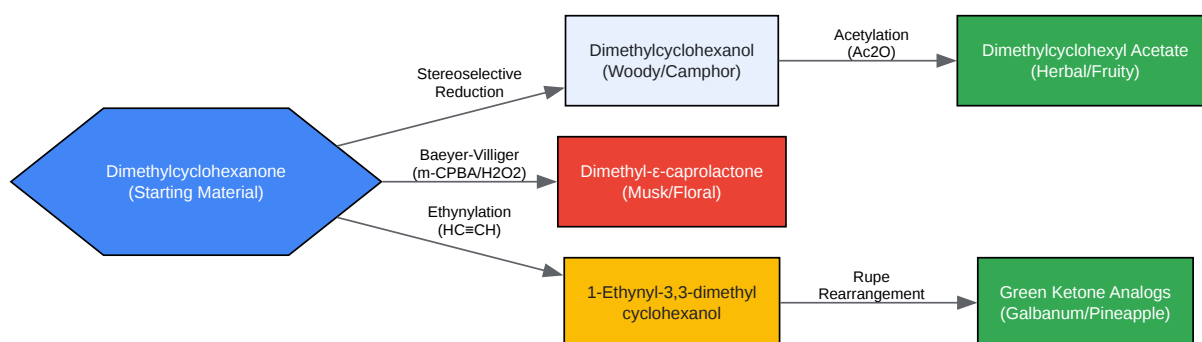 Dimethylcyclohexanone
(Starting Material)
Stereoselective
Reduction
Dimethylcyclohexanol
(Woody/Camphor)
Acetylation
(Ac2O)
Dimethylcyclohexyl Acetate
(Herbal/Fruity)
Baeyer-Villiger
(m-CPBA/H2O2)
Dimethyl-ε-caprolactone
(Musk/Floral)
Ethynylation
(HC≡CH)
1-Ethynyl-3,3-dimethyl
cyclohexanol
Rupe
Rearrangement
Green Ketone Analogs
(Galbanum/Pineapple)